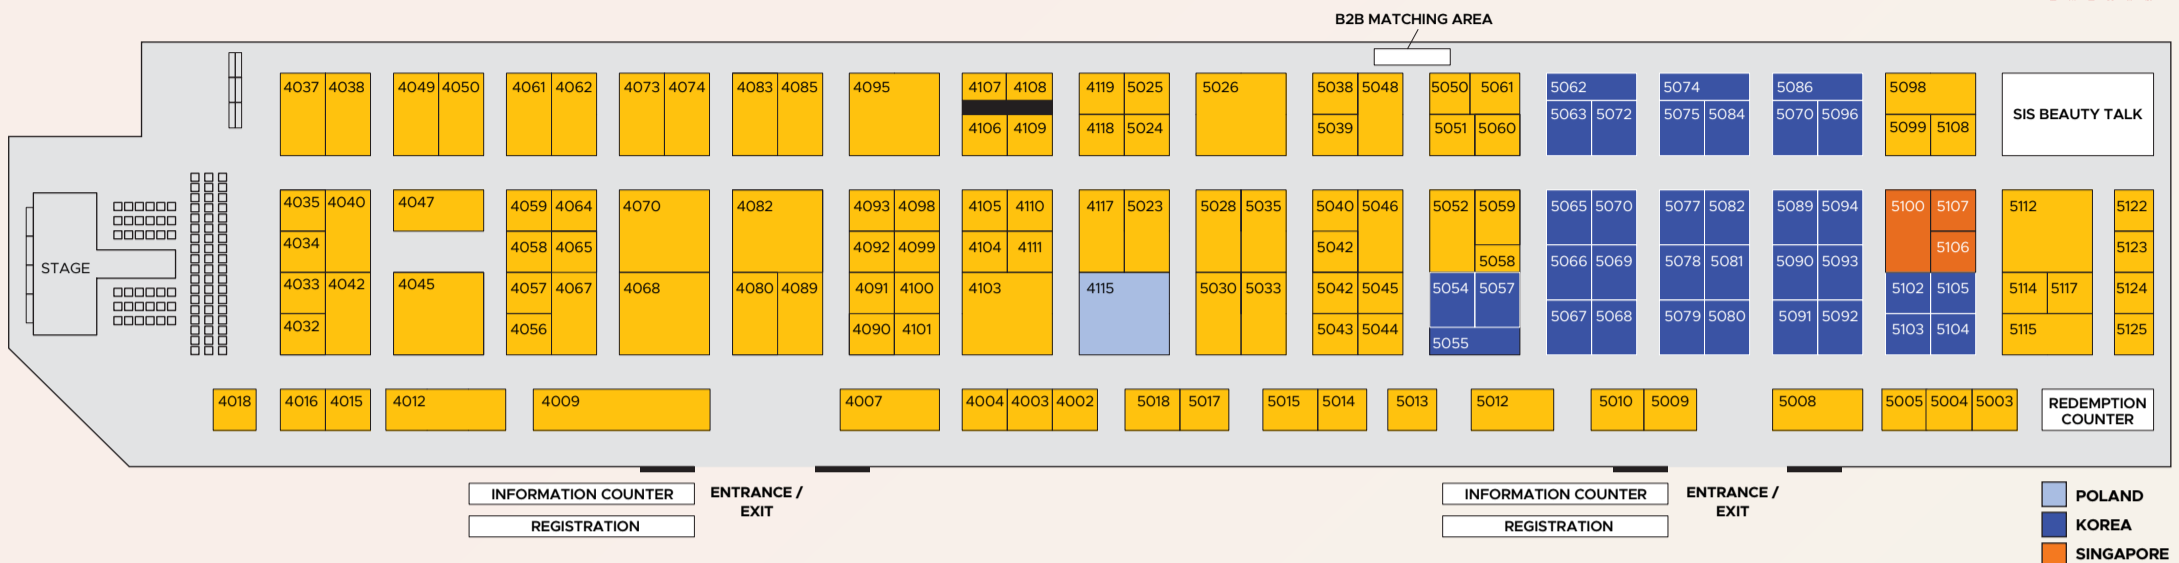 B2B MATCHING AREA
4037 4038 4049 4050 4061 4062 4073 4074 4083 4085 4095 4107 4108 4119 5025 5026 5038 5048 5050 5061 5062 5074 5086 5098
5063 5072 5075 5084 5070 5096
4106 4109 4118 5024 5039 5051 5060 5099 5108
SIS BEAUTY TALK
4035 4040 4047 4059 4064 4070 4082 4093 4098 4105 4110 4117 5023 5028 5035 5040 5046 5052 5059 5065 5070 5077 5082 5089 5094 5100 5107 5112 5122
4034 4058 4065 4092 4099 4104 4111 5042 5058 5066 5069 5078 5081 5090 5093 5106 5123
STAGE
4033 4042 4045 4057 4067 4068 4080 4089 4091 4100 4103 4115 5030 5033 5042 5045 5054 5057 5102 5105 5114 5117 5124
4032 4056 4090 4101 5043 5044 5055 5067 5068 5079 5080 5091 5092 5103 5104 5115 5125
4018 4016 4015 4012 4009 4007 4004 4003 4002 5018 5017 5015 5014 5013 5012 5010 5009 5008 5005 5004 5003
REDEMPTION
COUNTER
INFORMATION COUNTER
REGISTRATION
ENTRANCE /
EXIT
INFORMATION COUNTER
REGISTRATION
ENTRANCE /
EXIT
POLAND
KOREA
SINGAPORE